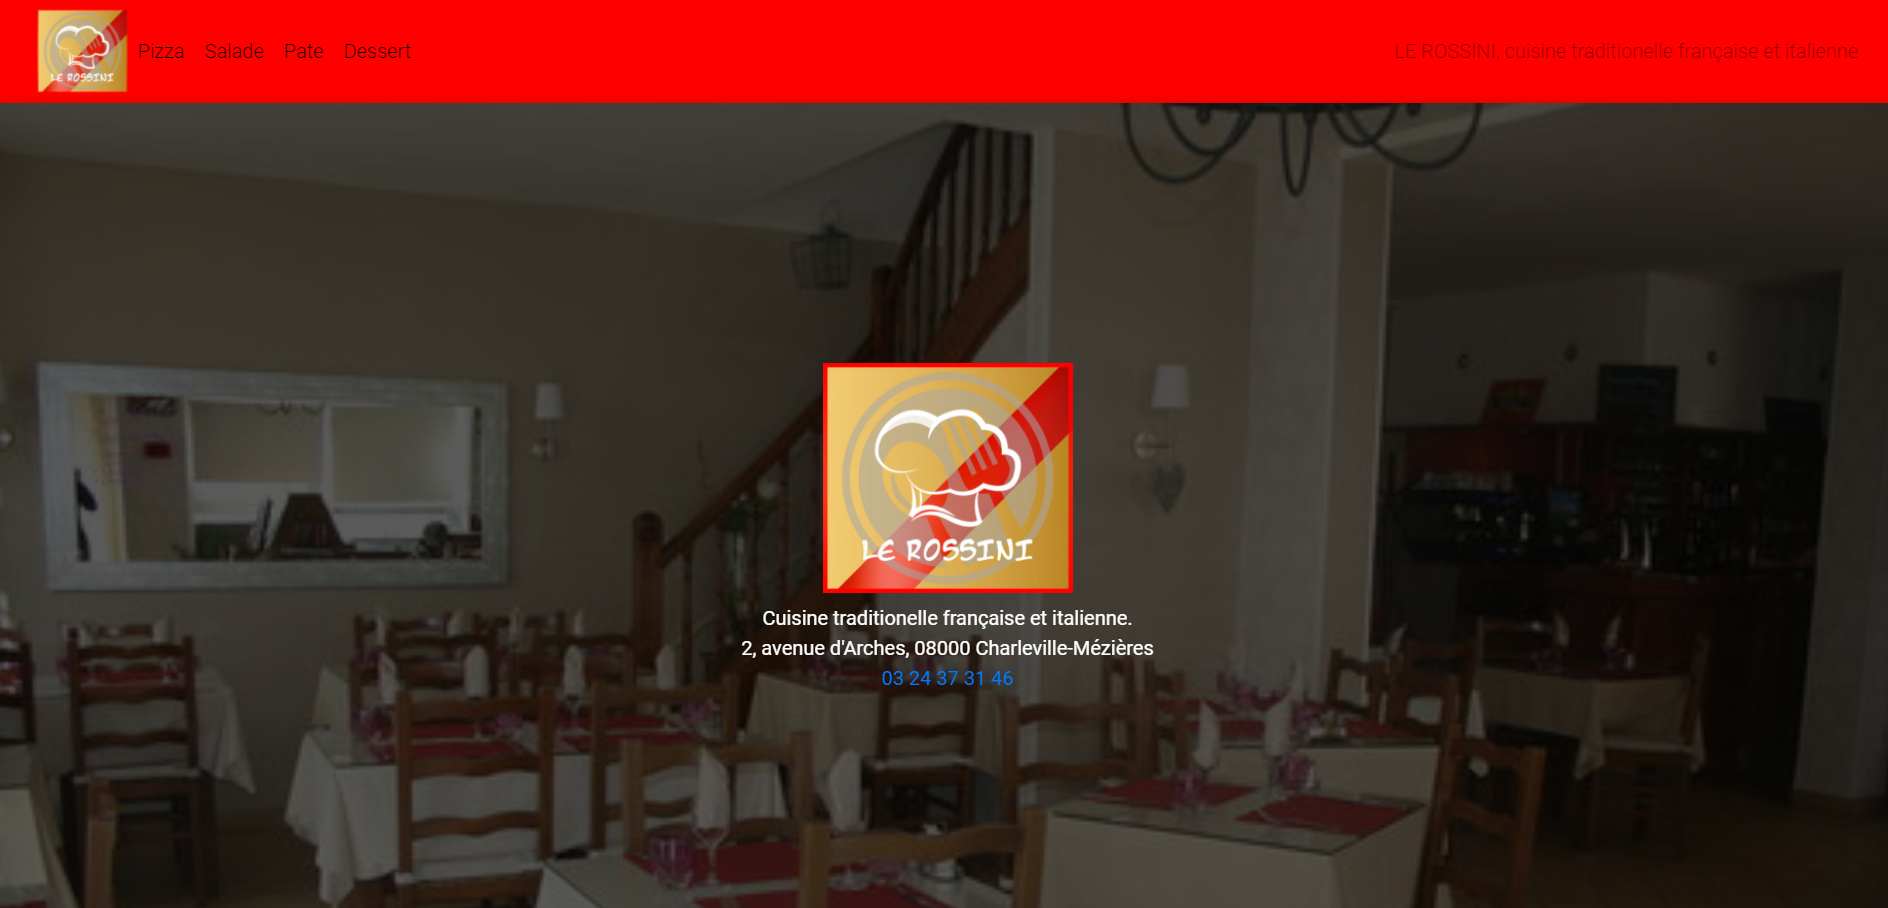 LE ROSSINI
Pizza Salade Pate Dessert
LE ROSSINI, cuisine traditionelle française et italienne
LE ROSSINI
Cuisine traditionelle française et italienne.
2, avenue d'Arches, 08000 Charleville-Mézières
03 24 37 31 46